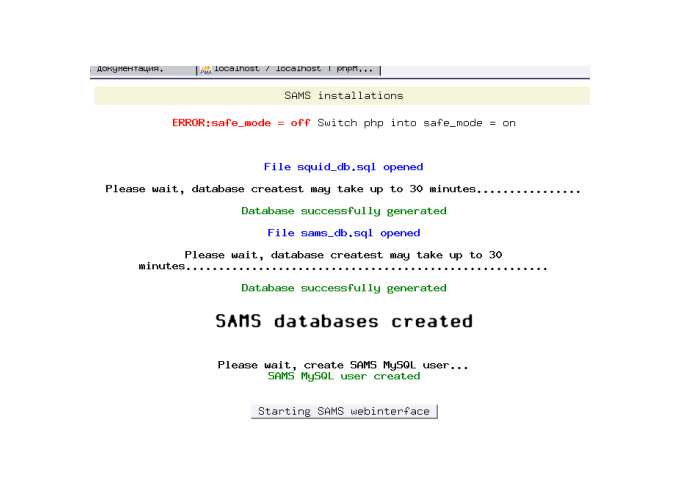 Документация.
localhost / localhost | phpM...
SAMS installations
ERROR:safe_mode = off Switch php into safe_mode = on
File squid_db.sql opened
Please wait, database createst may take up to 30 minutes................
Database successfully generated
File sams_db.sql opened
Please wait, database createst may take up to 30
minutes.......................................................
Database successfully generated
SAMS databases created
Please wait, create SAMS MySQL user...
SAMS MySQL user created
Starting SAMS webinterface